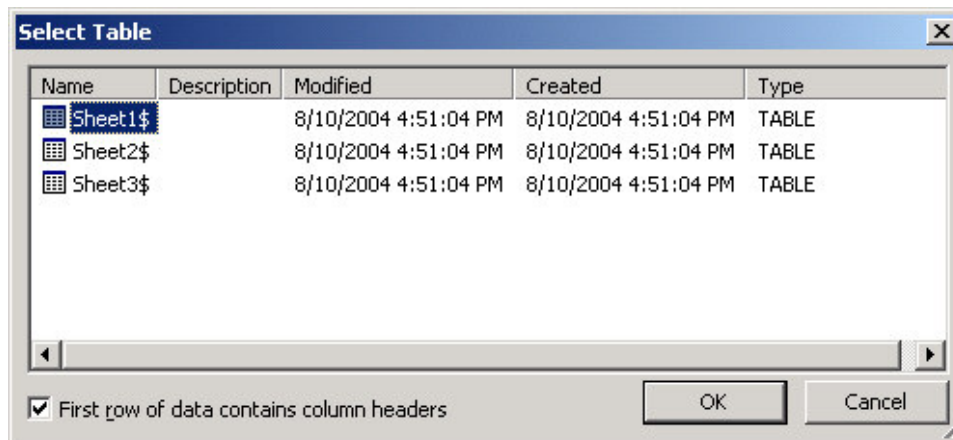 Select Table
Name Description Modified Created Type
Sheet1$ 8/10/2004 4:51:04 PM 8/10/2004 4:51:04 PM TABLE
Sheet2$ 8/10/2004 4:51:04 PM 8/10/2004 4:51:04 PM TABLE
Sheet3$ 8/10/2004 4:51:04 PM 8/10/2004 4:51:04 PM TABLE
First row of data contains column headers OK Cancel